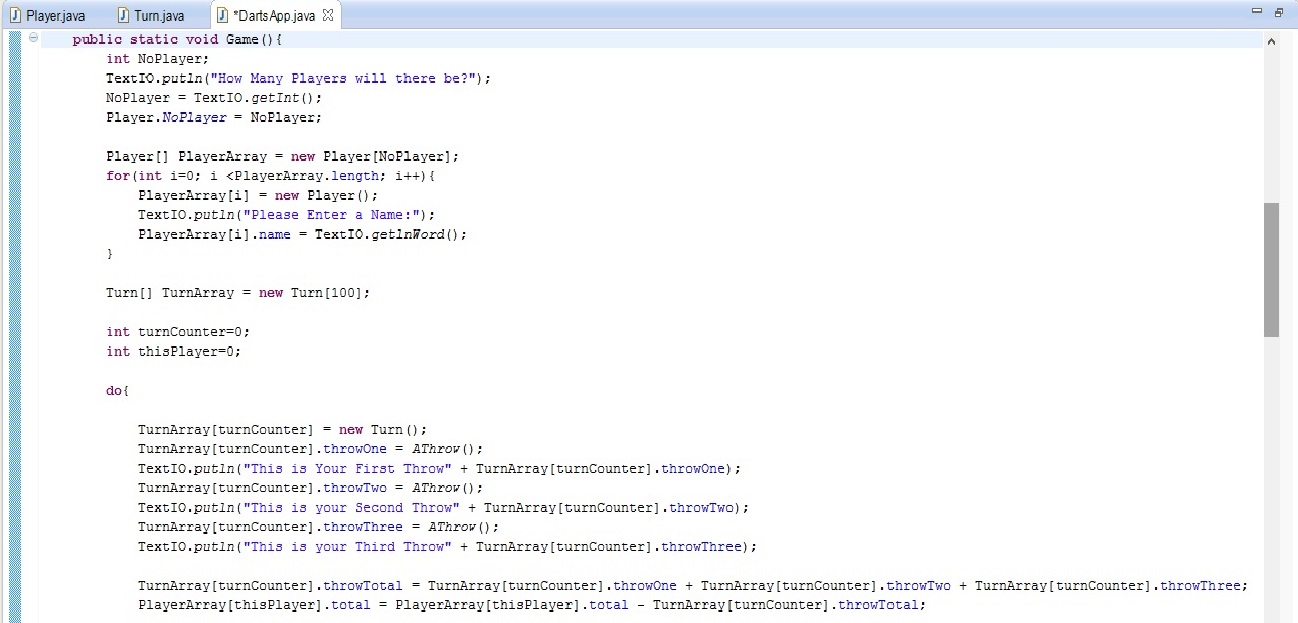 Player.java Turn.java *DartsApp.java
public static void Game(){
int NoPlayer;
TextIO.putln("How Many Players will there be?");
NoPlayer = TextIO.getInt();
Player.NoPlayer = NoPlayer;
Player[] PlayerArray = new Player[NoPlayer];
for(int i=0; i <PlayerArray.length; i++){
PlayerArray[i] = new Player();
TextIO.putln("Please Enter a Name:");
PlayerArray[i].name = TextIO.getlnWord();
}
Turn[] TurnArray = new Turn[100];
int turnCounter=0;
int thisPlayer=0;
do{
TurnArray[turnCounter] = new Turn();
TurnArray[turnCounter].throwOne = AThrow();
TextIO.putln("This is Your First Throw" + TurnArray[turnCounter].throwOne);
TurnArray[turnCounter].throwTwo = AThrow();
TextIO.putln("This is your Second Throw" + TurnArray[turnCounter].throwTwo);
TurnArray[turnCounter].throwThree = AThrow();
TextIO.putln("This is your Third Throw" + TurnArray[turnCounter].throwThree);
TurnArray[turnCounter].throwTotal = TurnArray[turnCounter].throwOne + TurnArray[turnCounter].throwTwo + TurnArray[turnCounter].throwThree;
PlayerArray[thisPlayer].total = PlayerArray[thisPlayer].total - TurnArray[turnCounter].throwTotal;